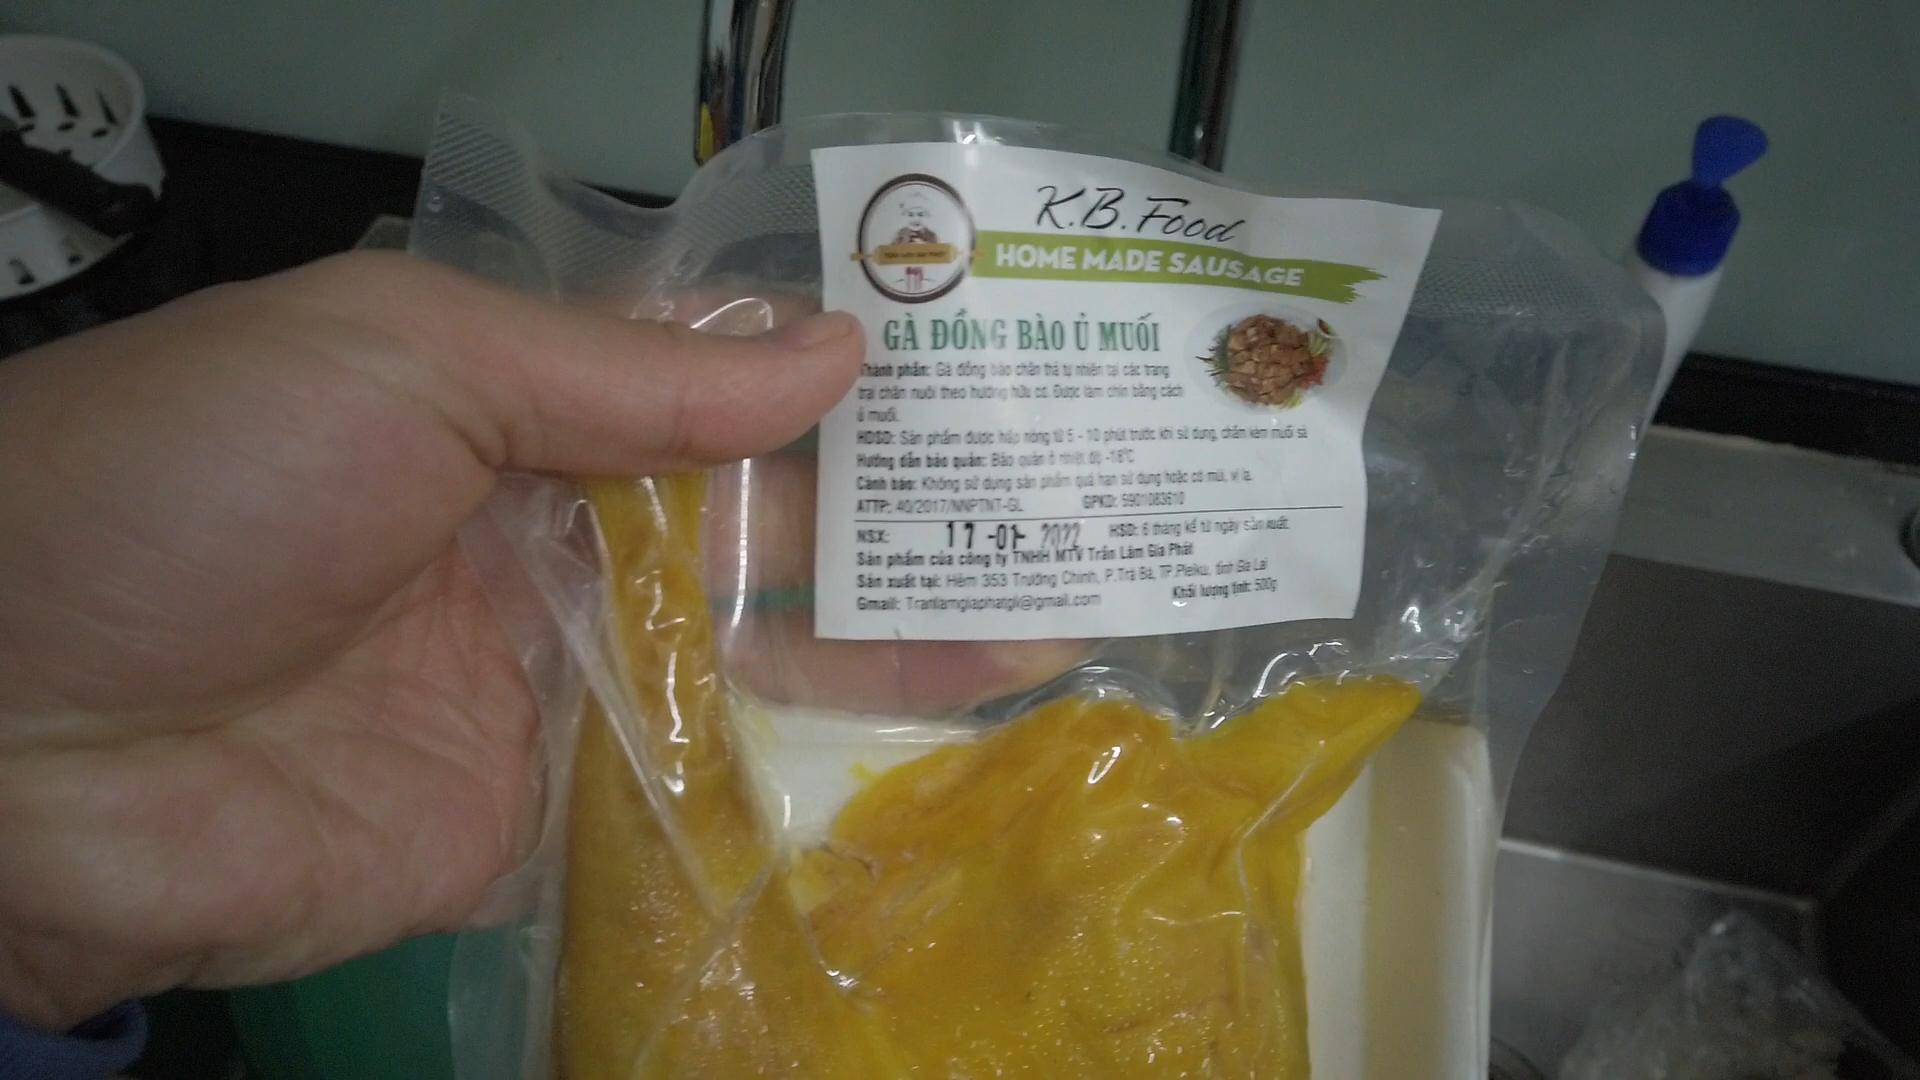 K.B.Food
HOME MADE SAUSAGE
GÀ ĐỒNG BÀO Ủ MUỐI
Thành phần: Gà đồng bào chăn thả tự nhiên tại các trang
trại chăn nuôi theo hướng hữu cơ. Được làm chín bằng cách
ủ muối.
HDSD: Sản phẩm được hấp nóng từ 5 - 10 phút trước khi sử dụng, chấm kèm muối sả
Hướng dẫn bảo quản: Bảo quản ở nhiệt độ -18°C
Cảnh báo: Không sử dụng sản phẩm quá hạn sử dụng hoặc có mùi, vị lạ.
ATTP: 40/2017/NNPTNT-GL GPKD: 5901083610
NSX: 17-01-2022 HSD: 6 tháng kể từ ngày sản xuất
Sản phẩm của công ty TNHH MTV Trần Lâm Gia Phát
Sản xuất tại: Hẻm 353 Trường Chinh, P.Trà Bá, TP.Pleiku, tỉnh Gia Lai
Gmail: Tranlamgiaphatgl@gmail.com Khối lượng tịnh: 500g